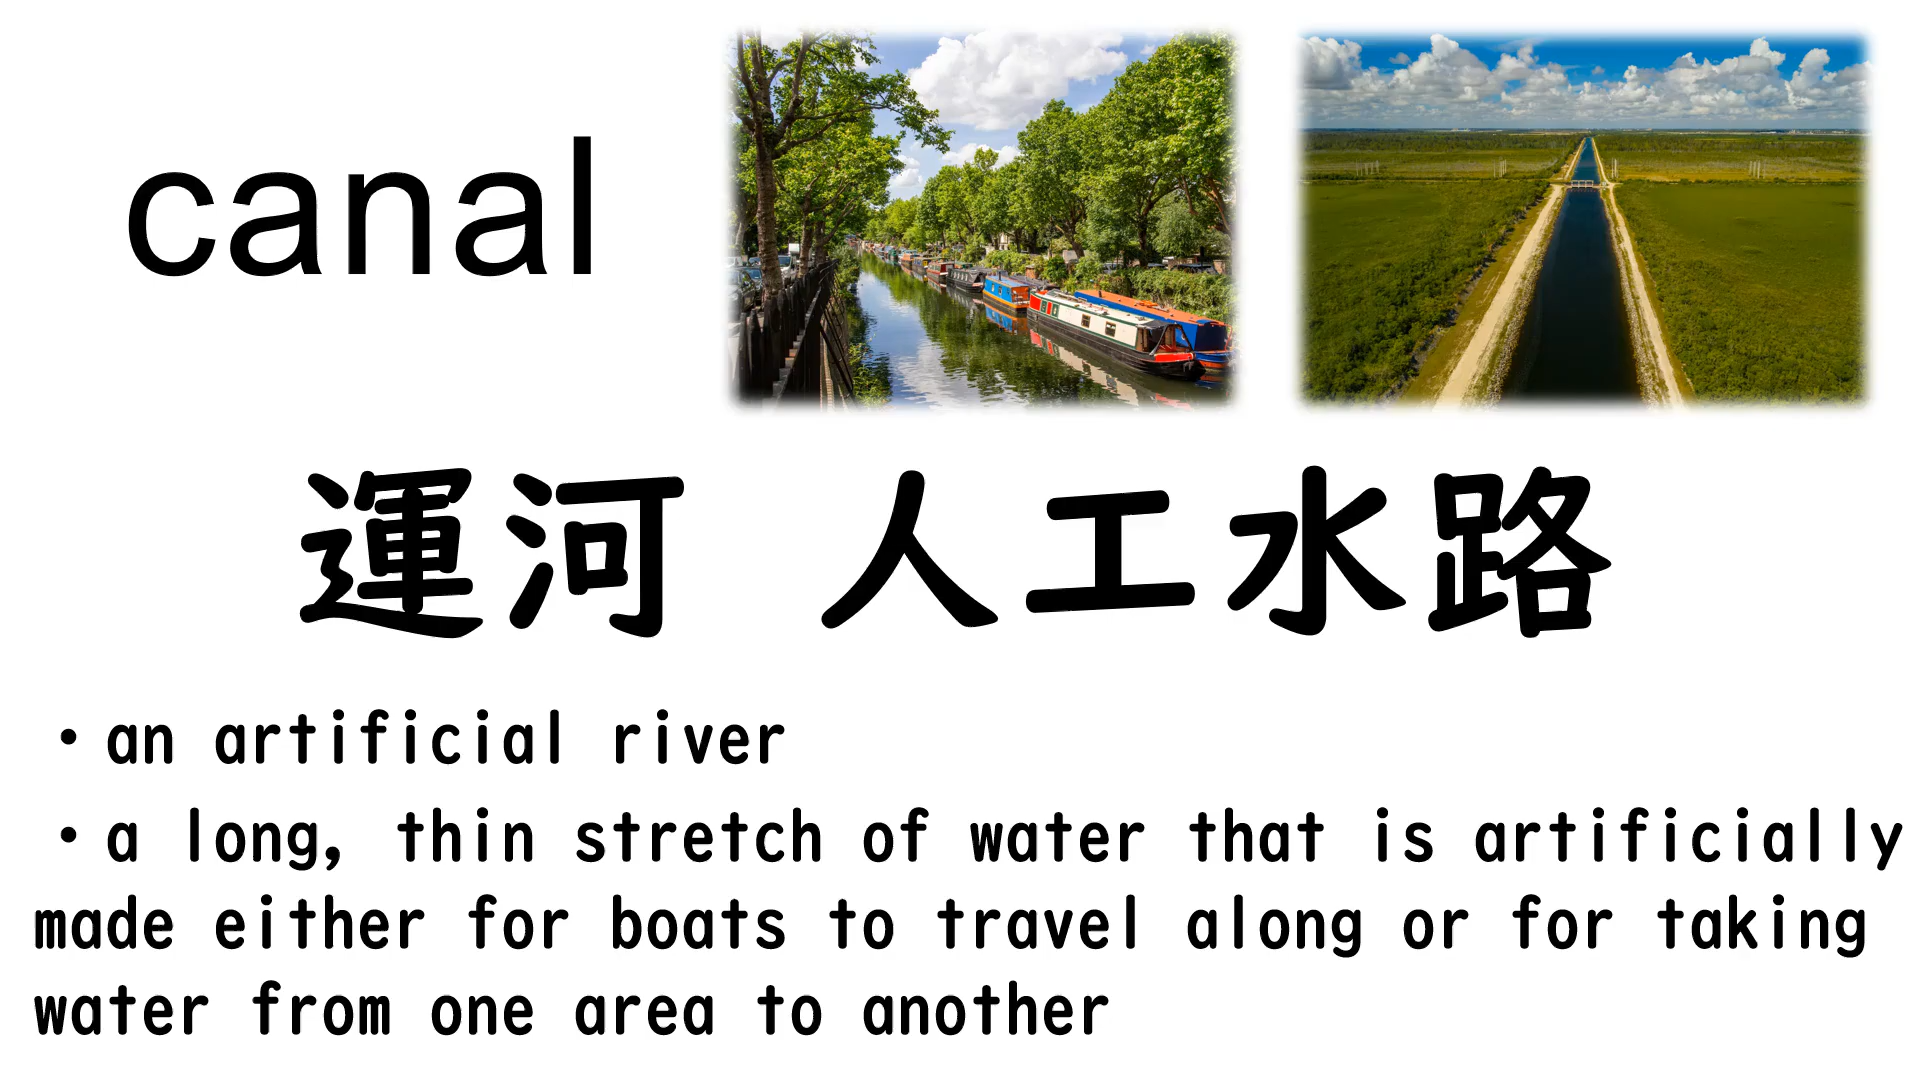 canal
運河 人工水路
・an artificial river
・a long, thin stretch of water that is artificially
made either for boats to travel along or for taking
water from one area to another